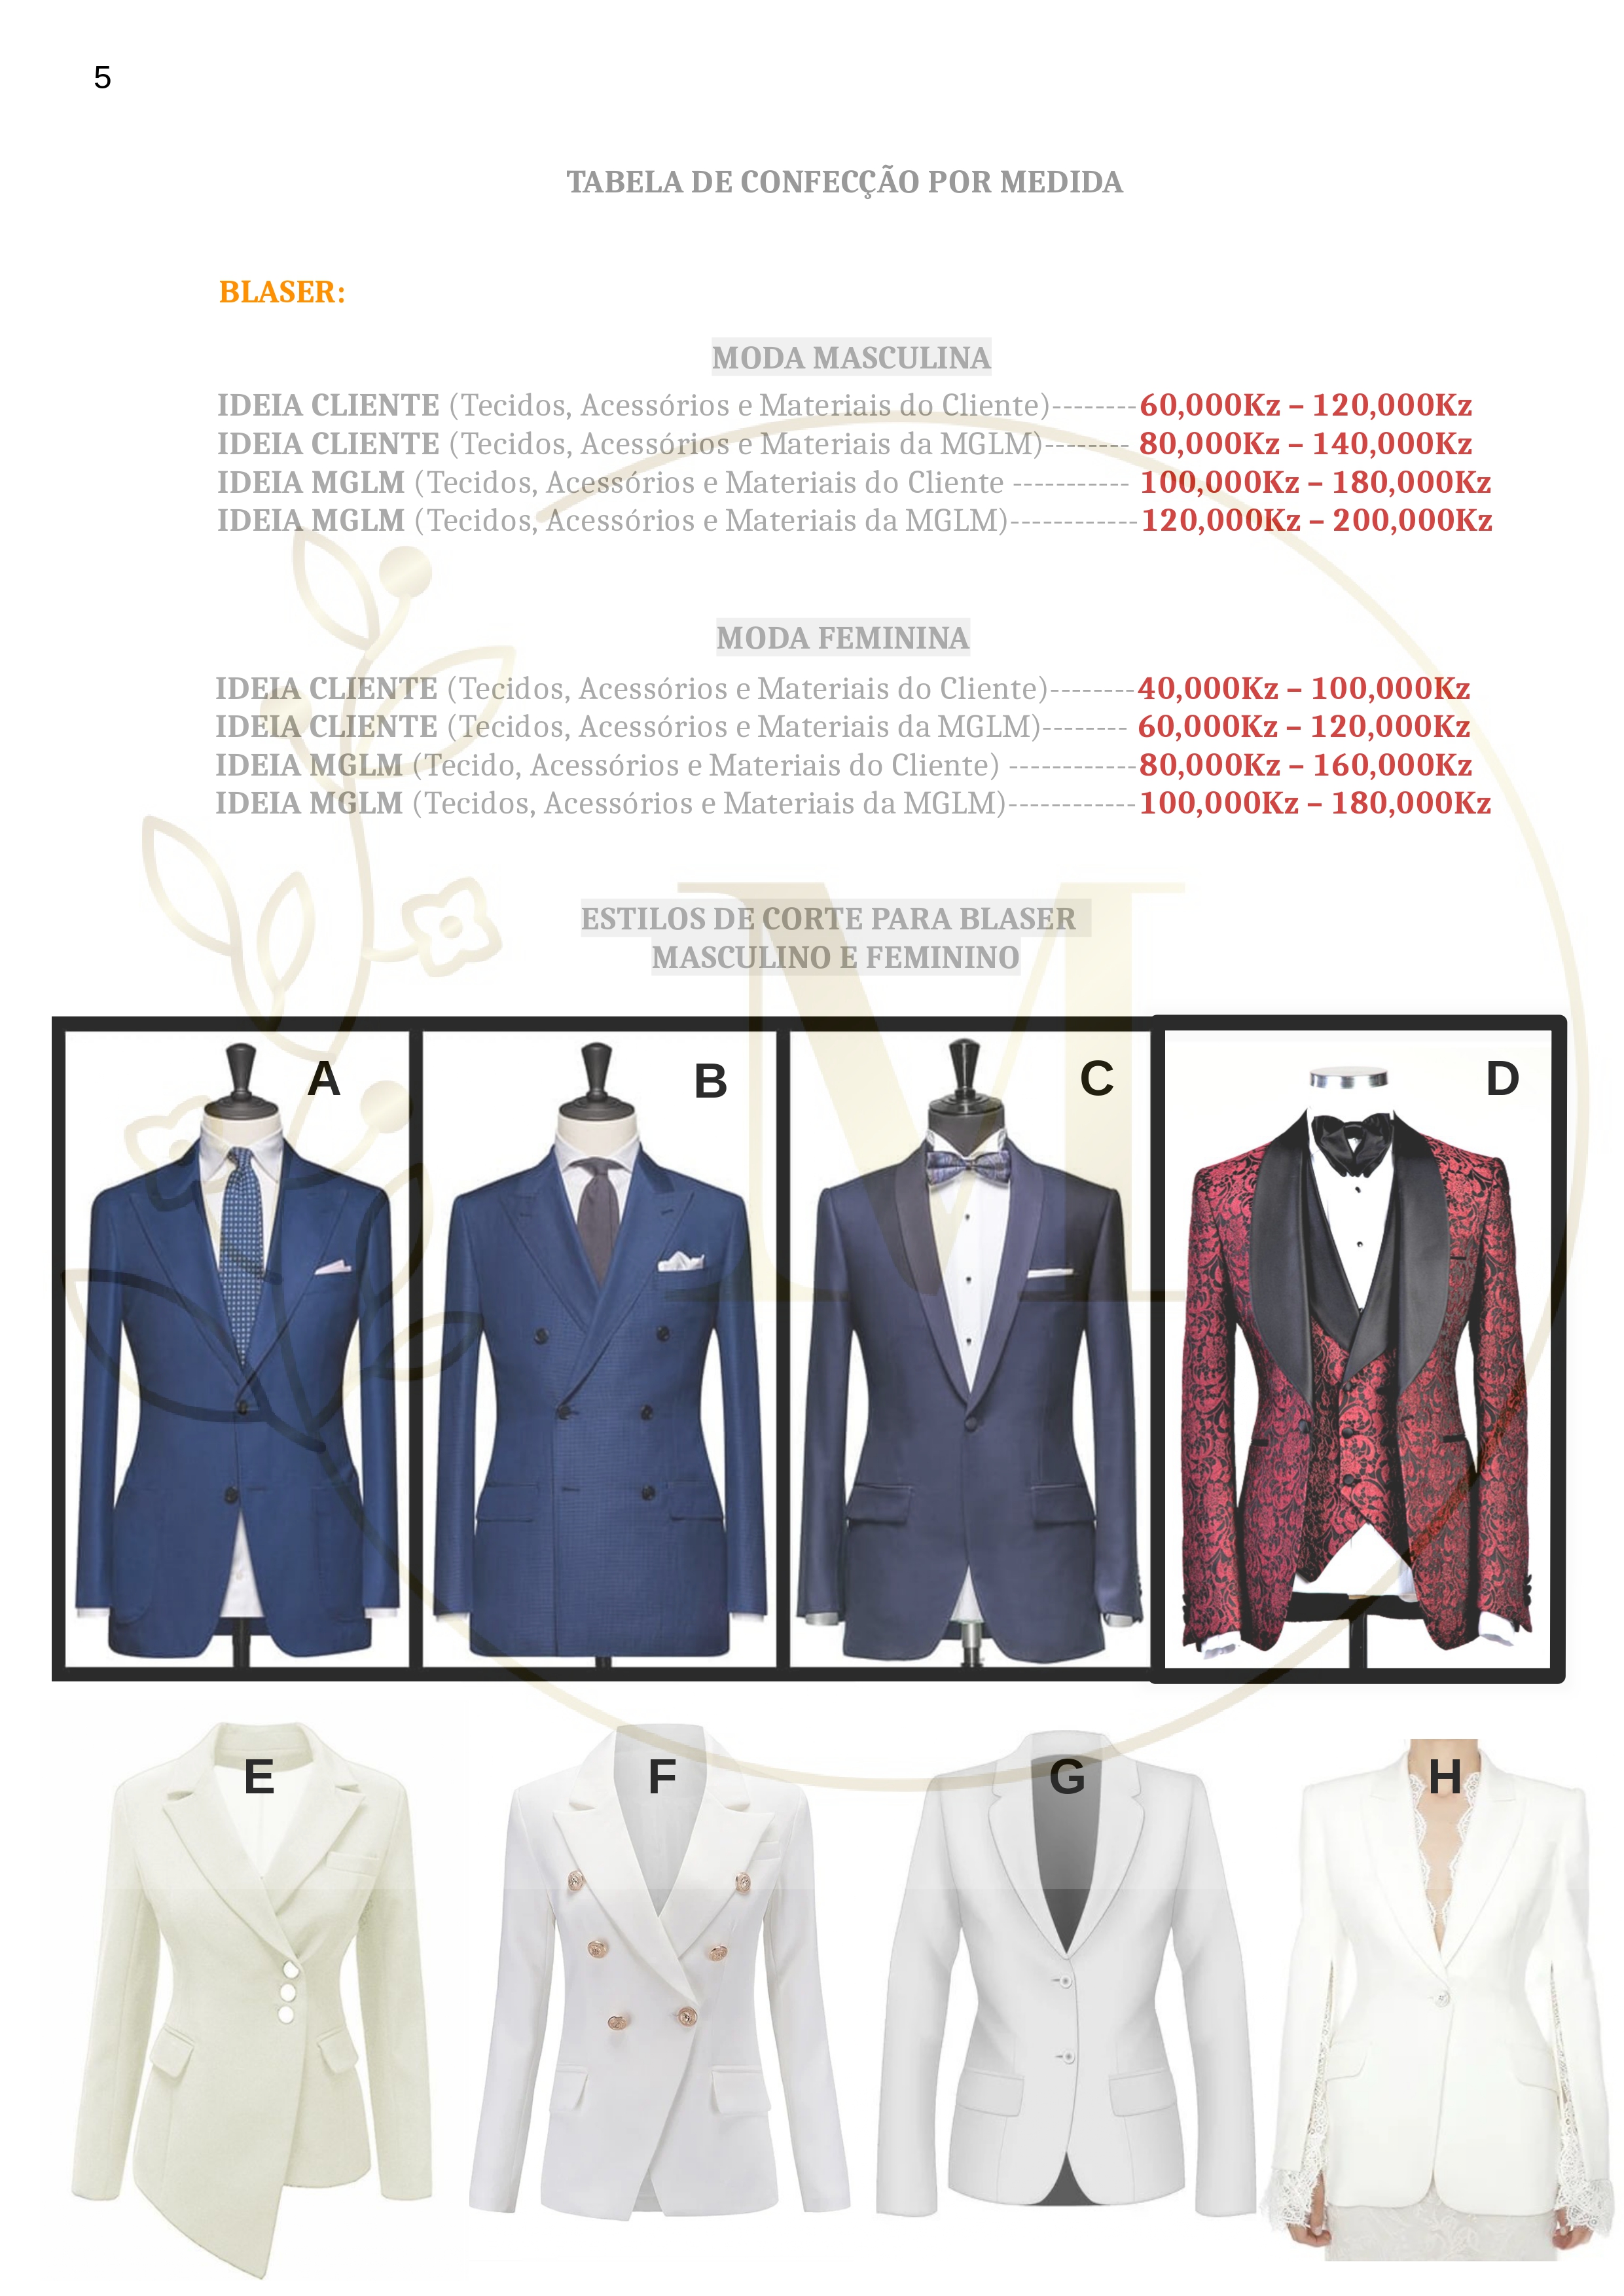 5
TABELA DE CONFECÇÃO POR MEDIDA
BLASER:
MODA MASCULINA
IDEIA CLIENTE (Tecidos, Acessórios e Materiais do Cliente)--------60,000Kz – 120,000Kz
IDEIA CLIENTE (Tecidos, Acessórios e Materiais da MGLM)-------- 80,000Kz – 140,000Kz
IDEIA MGLM (Tecidos, Acessórios e Materiais do Cliente ----------- 100,000Kz – 180,000Kz
IDEIA MGLM (Tecidos, Acessórios e Materiais da MGLM)------------120,000Kz – 200,000Kz
MODA FEMININA
IDEIA CLIENTE (Tecidos, Acessórios e Materiais do Cliente)--------40,000Kz – 100,000Kz
IDEIA CLIENTE (Tecidos, Acessórios e Materiais da MGLM)-------- 60,000Kz – 120,000Kz
IDEIA MGLM (Tecido, Acessórios e Materiais do Cliente) ------------80,000Kz – 160,000Kz
IDEIA MGLM (Tecidos, Acessórios e Materiais da MGLM)------------100,000Kz – 180,000Kz
M
ESTILOS DE CORTE PARA BLASER
MASCULINO E FEMININO
A B C D
E F G H